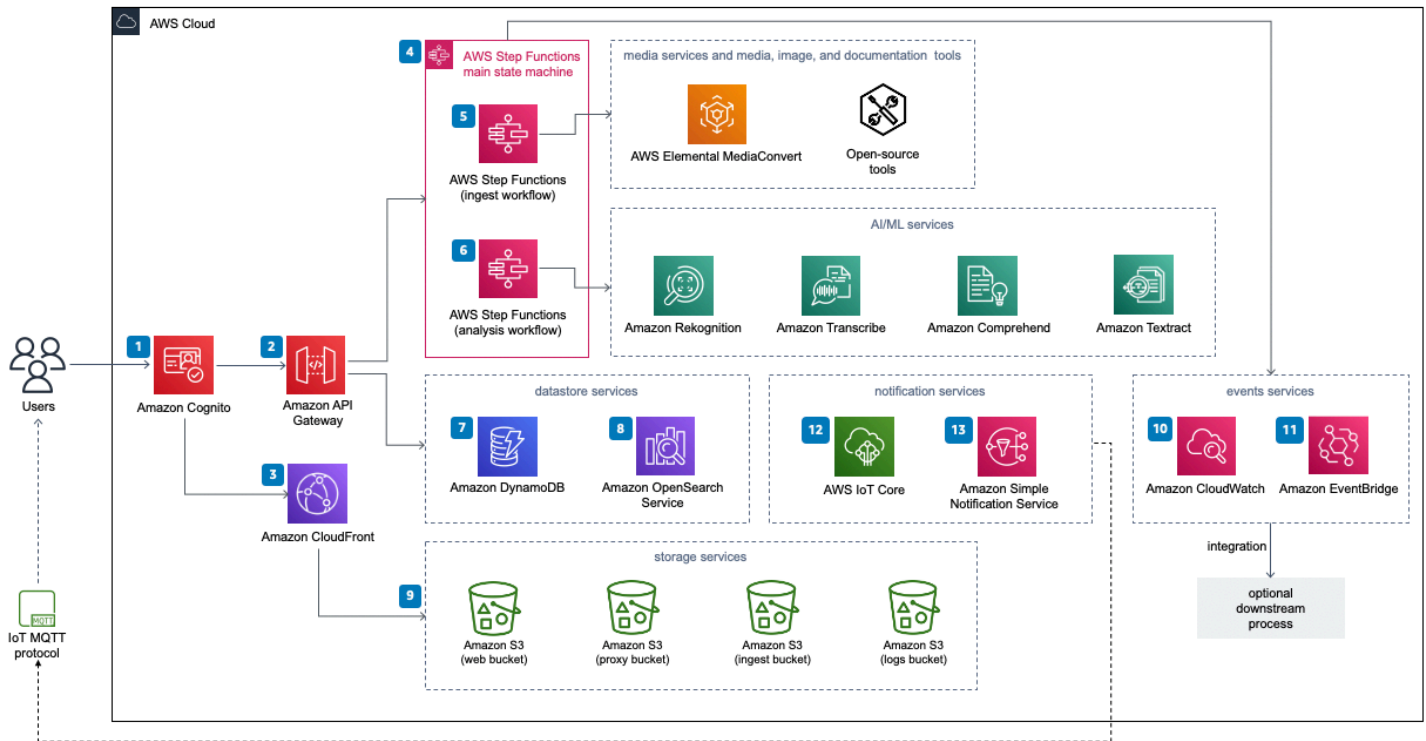 AWS Cloud
4
AWS Step Functions
main state machine
5
AWS Step Functions
(ingest workflow)
6
AWS Step Functions
(analysis workflow)
media services and media, image, and documentation tools
AWS Elemental MediaConvert
Open-source
tools
AI/ML services
Amazon Rekognition
Amazon Transcribe
Amazon Comprehend
Amazon Textract
Users
1
Amazon Cognito
2
Amazon API
Gateway
3
Amazon CloudFront
datastore services
7
Amazon DynamoDB
8
Amazon OpenSearch
Service
notification services
12
AWS IoT Core
13
Amazon Simple
Notification Service
events services
10
Amazon CloudWatch
11
Amazon EventBridge
integration
optional
downstream
process
storage services
9
Amazon S3
(web bucket)
Amazon S3
(proxy bucket)
Amazon S3
(ingest bucket)
Amazon S3
(logs bucket)
MQTT
IoT MQTT
protocol